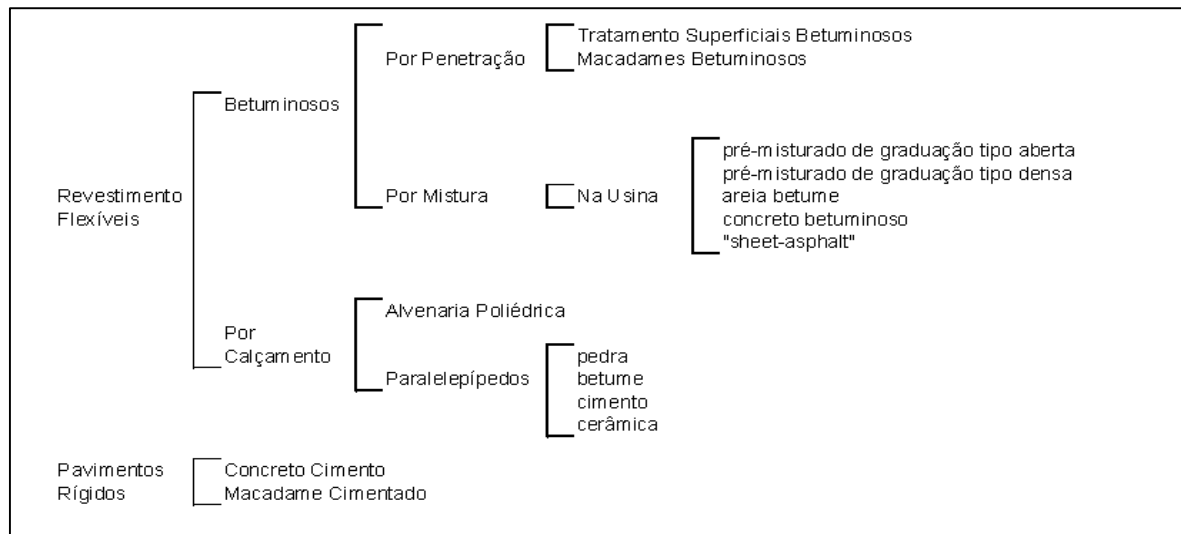 Tratamento Superficiais Betuminosos
Por Penetração
Macadames Betuminosos
Betuminosos
pré-misturado de graduação tipo aberta
pré-misturado de graduação tipo densa
Revestimento
Flexíveis
Por Mistura
Na Usina
areia betume
concreto betuminoso
"sheet-asphalt"
Alvenaria Poliédrica
Por
Calçamento
pedra
Paralelepípedos
betume
cimento
cerâmica
Pavimentos
Rígidos
Concreto Cimento
Macadame Cimentado